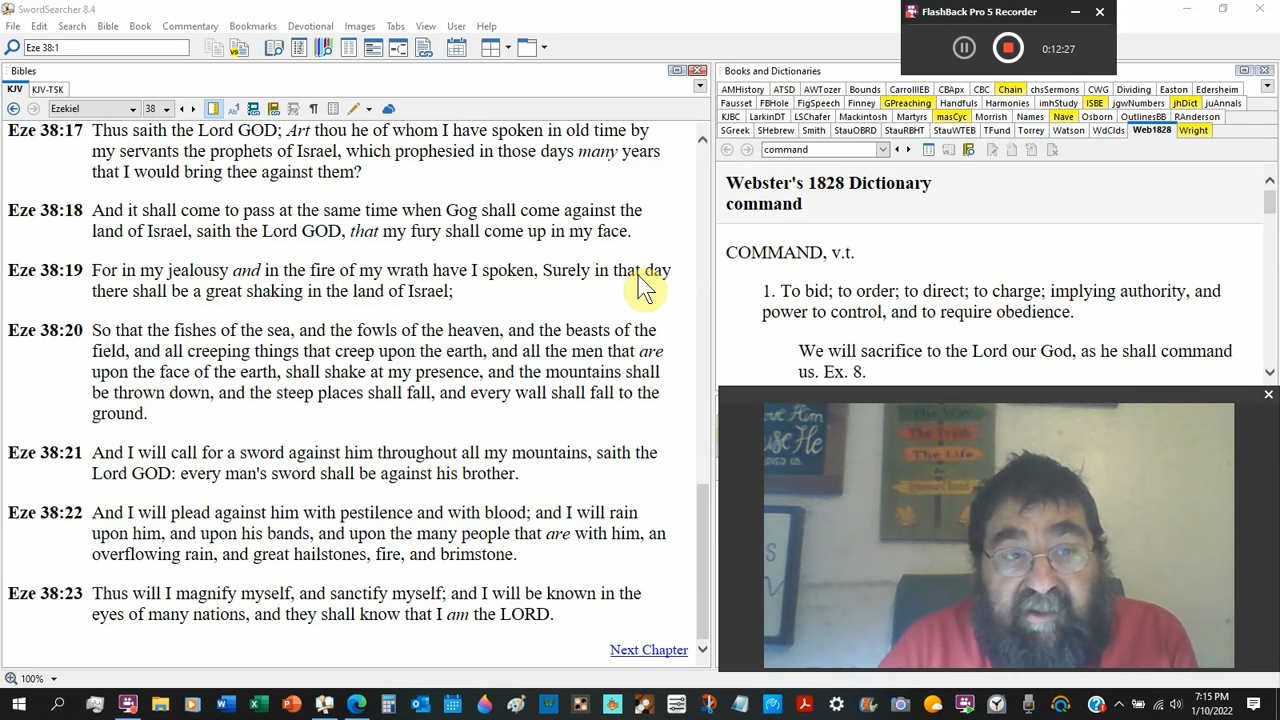 SwordSearcher 8.4
File Edit Search Bible Book Commentary Bookmarks Devotional Images Tabs View User Help
Eze 38:1
FlashBack Pro 5 Recorder
0:12:27
Bibles
KJV KJV-TSK
Ezekiel 38
Eze 38:17 Thus saith the Lord GOD; Art thou he of whom I have spoken in old time by
my servants the prophets of Israel, which prophesied in those days many years
that I would bring thee against them?
Eze 38:18 And it shall come to pass at the same time when Gog shall come against the
land of Israel, saith the Lord GOD, that my fury shall come up in my face.
Eze 38:19 For in my jealousy and in the fire of my wrath have I spoken, Surely in that day
there shall be a great shaking in the land of Israel;
Eze 38:20 So that the fishes of the sea, and the fowls of the heaven, and the beasts of the
field, and all creeping things that creep upon the earth, and all the men that are
upon the face of the earth, shall shake at my presence, and the mountains shall
be thrown down, and the steep places shall fall, and every wall shall fall to the
ground.
Eze 38:21 And I will call for a sword against him throughout all my mountains, saith the
Lord GOD: every man's sword shall be against his brother.
Eze 38:22 And I will plead against him with pestilence and with blood; and I will rain
upon him, and upon his bands, and upon the many people that are with him, an
overflowing rain, and great hailstones, fire, and brimstone.
Eze 38:23 Thus will I magnify myself, and sanctify myself; and I will be known in the
eyes of many nations, and they shall know that I am the LORD.
Next Chapter
100%
Books and Dictionaries
AMHistory ATSD AWTozer Bounds CarrollEB CBApx CBC Chain chsSermons CWG Dividing Easton Edersheim
Fausset FBHole FigSpeech Finney GPreaching Handfuls Harmonies imhStudy ISBE jgwNumbers jhDict juAnnals
KJBC LarkinDT LSChafer Mackintosh Martyrs masCyc Morrish Names Nave Osborn OutlinesBB RAnderson
SGreek SHebrew Smith StauOBRF StauRBHT StauWTEB TFund Torrey Watson WdClds Web1828 Wright
command
Webster's 1828 Dictionary
command
COMMAND, v.t.
1. To bid; to order; to direct; to charge; implying authority, and
power to control, and to require obedience.
We will sacrifice to the Lord our God, as he shall command
us. Ex. 8.
The Way
The Truth
The Life
7:15 PM
1/10/2022